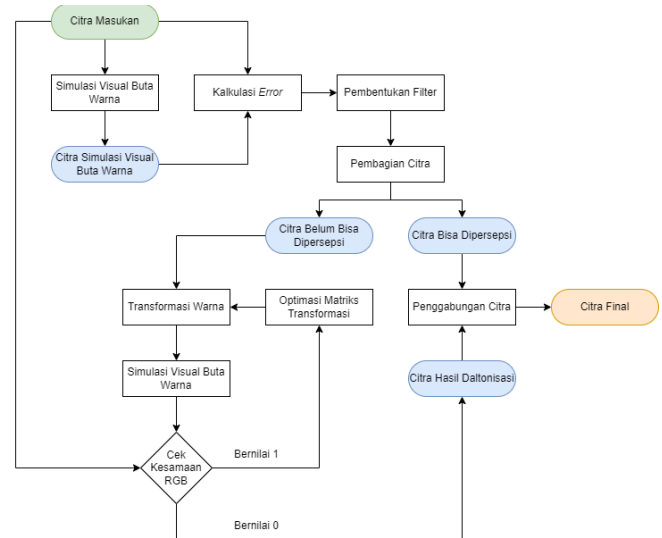 Citra Masukan
Simulasi Visual Buta
Warna
Kalkulasi Error
Pembentukan Filter
Citra Simulasi Visual
Buta Warna
Pembagian Citra
Citra Belum Bisa
Dipersepsi
Citra Bisa Dipersepsi
Transformasi Warna
Optimasi Matriks
Transformasi
Penggabungan Citra
Citra Final
Simulasi Visual Buta
Warna
Citra Hasil Daltonisasi
Cek
Kesamaan
RGB
Bernilai 1
Bernilai 0